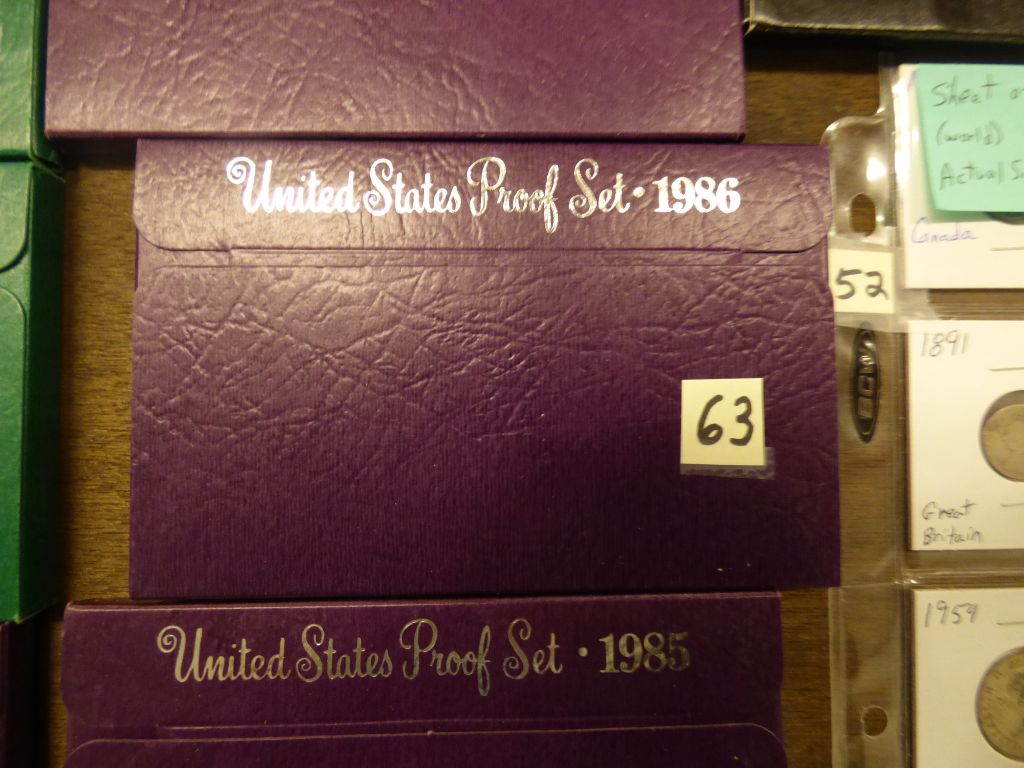 United States Proof Set • 1986
63
United States Proof Set • 1985
52
Sheet
(world)
Actual
Canada
1891
Great
Britain
1959